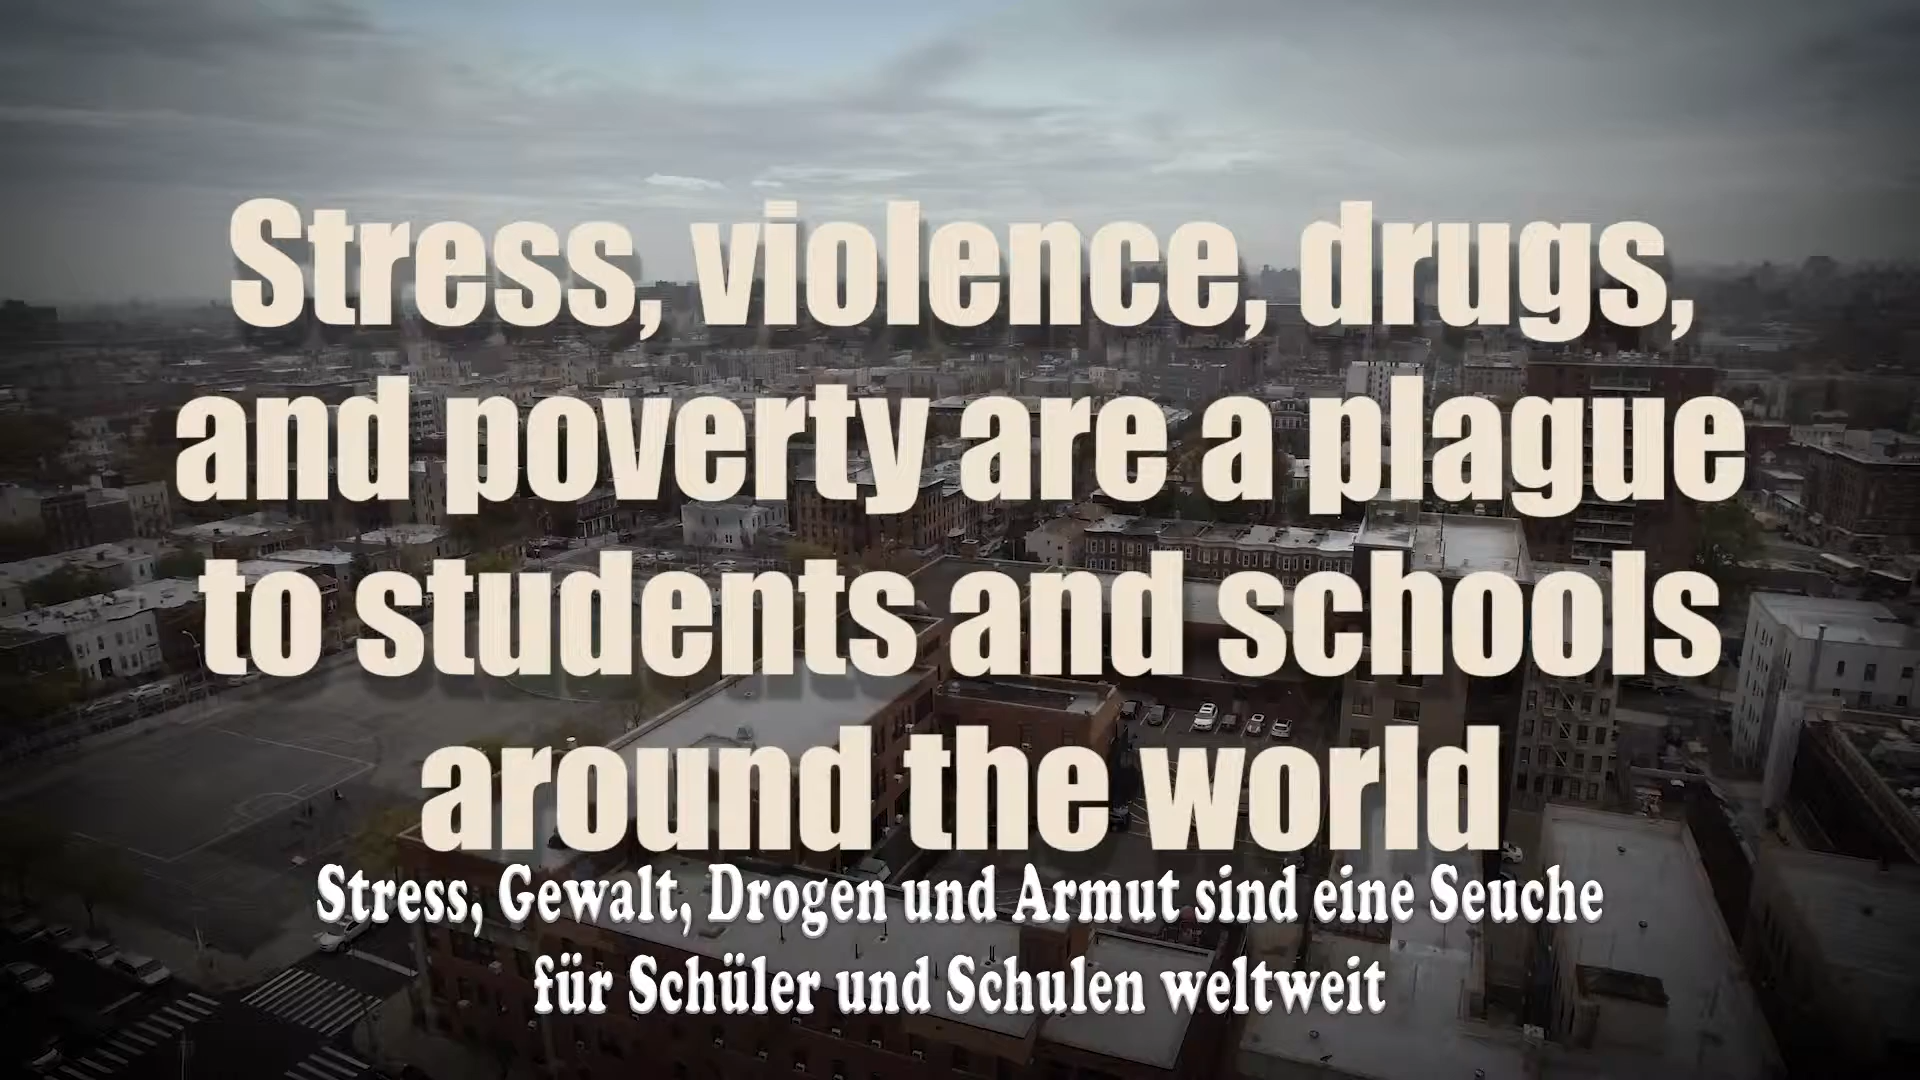 Stress, violence, drugs,
and poverty are a plague
to students and schools
around the world
Stress, Gewalt, Drogen und Armut sind eine Seuche
für Schüler und Schulen weltweit